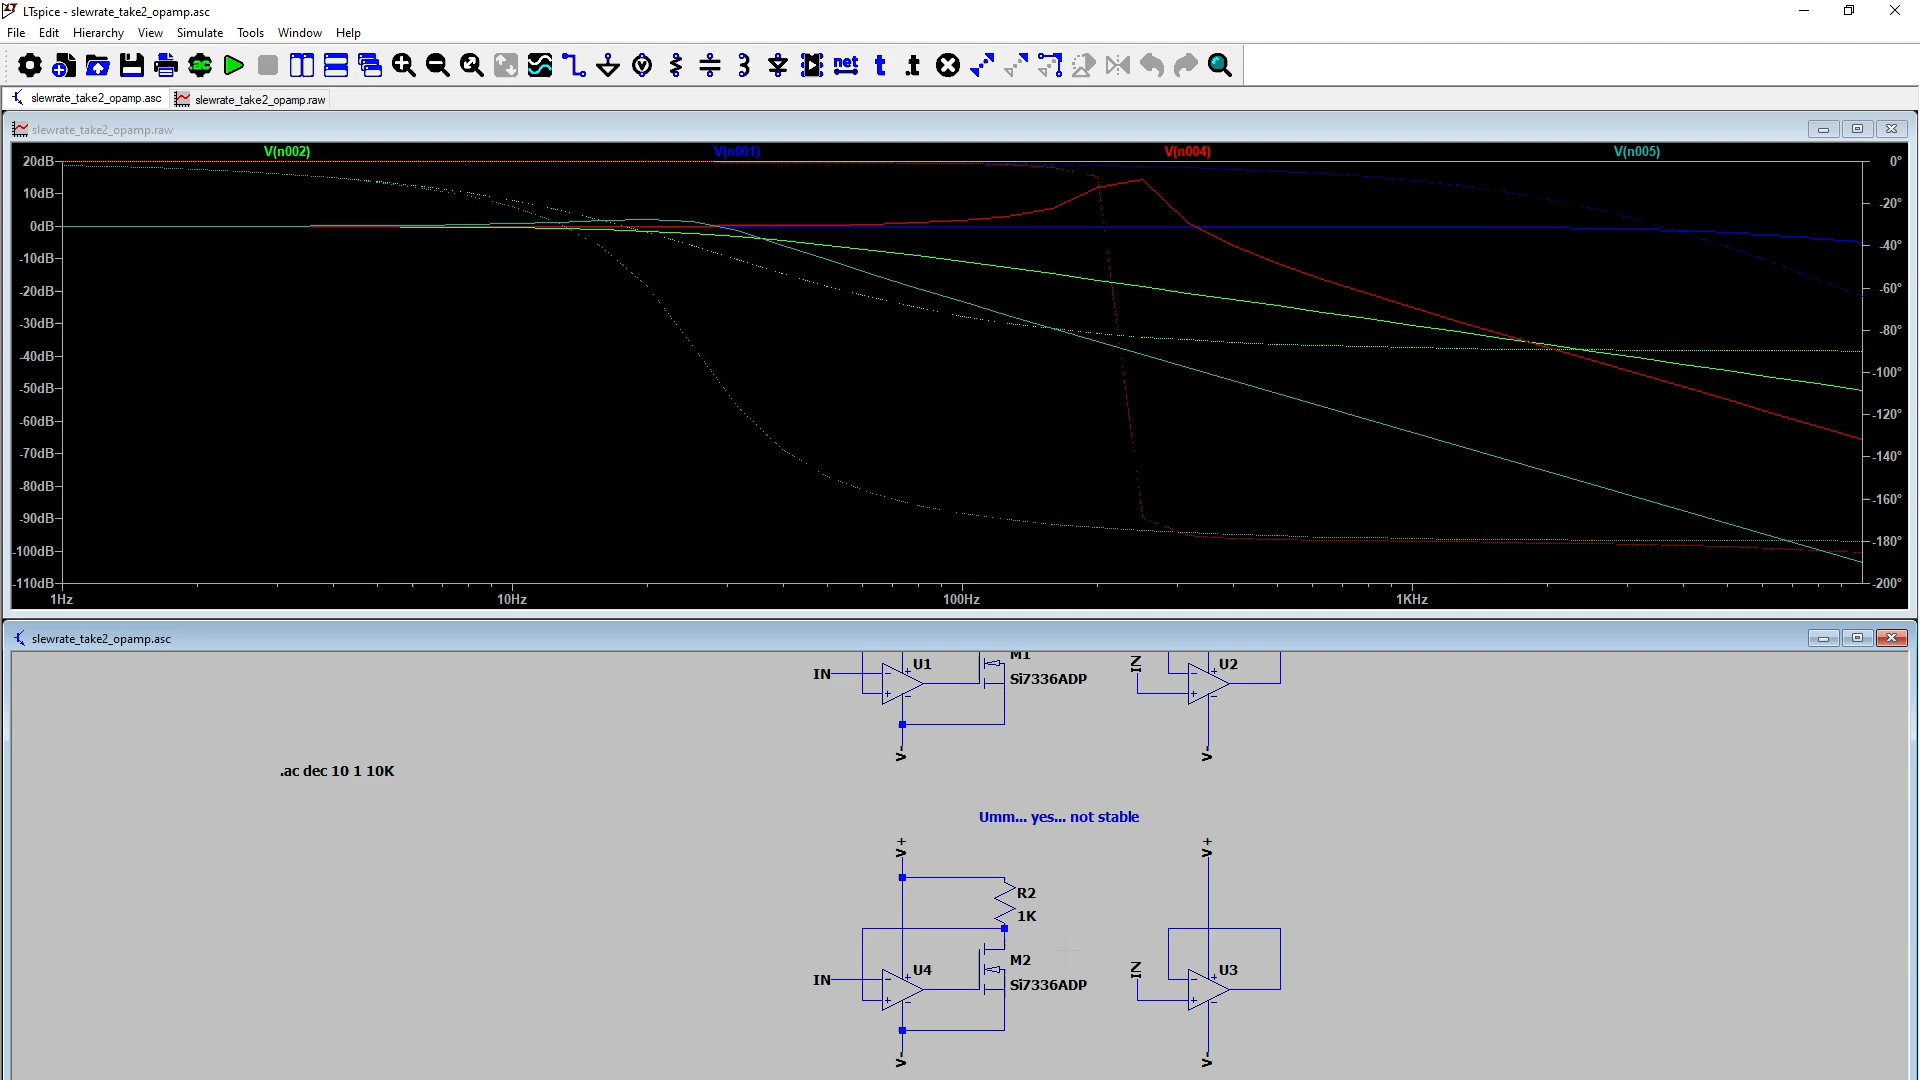 LTspice - slewrate_take2_opamp.asc
File Edit Hierarchy View Simulate Tools Window Help
.ac net t .t
slewrate_take2_opamp.asc slewrate_take2_opamp.raw
slewrate_take2_opamp.raw
V(n002) V(n001) V(n004) V(n005)
20dB 0°
10dB -20°
0dB -40°
-10dB -60°
-20dB -80°
-30dB -100°
-40dB -120°
-50dB -140°
-60dB -160°
-70dB -180°
-80dB -200°
-90dB
-100dB
-110dB
1Hz 10Hz 100Hz 1KHz
slewrate_take2_opamp.asc
M1
IN U1 IN U2
Si7336ADP
V- V-
.ac dec 10 1 10K
Umm... yes... not stable
V+ V+
R2
1K
M2
IN U4 IN U3
Si7336ADP
V- V-